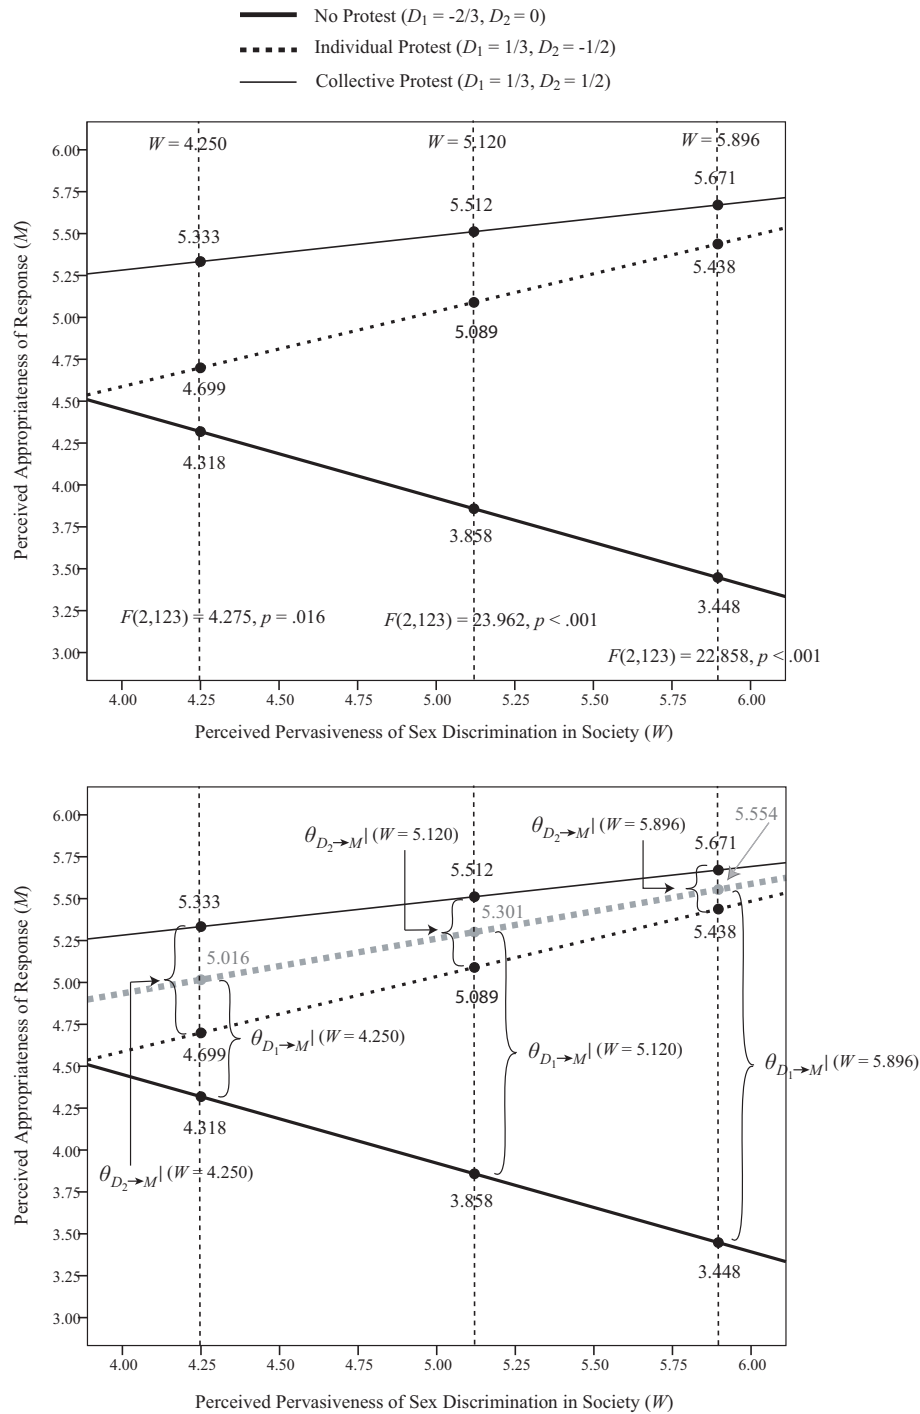 No Protest (D1 = -2/3, D2 = 0)
Individual Protest (D1 = 1/3, D2 = -1/2)
Collective Protest (D1 = 1/3, D2 = 1/2)
Perceived Appropriateness of Response (M)
6.00
5.75
5.50
5.25
5.00
4.75
4.50
4.25
4.00
3.75
3.50
3.25
3.00
W = 4.250
W = 5.120
W = 5.896
5.333
5.512
5.671
4.699
5.089
5.438
4.318
3.858
3.448
F(2,123) = 4.275, p = .016
F(2,123) = 23.962, p < .001
F(2,123) = 22.858, p < .001
4.00 4.25 4.50 4.75 5.00 5.25 5.50 5.75 6.00
Perceived Pervasiveness of Sex Discrimination in Society (W)
Perceived Appropriateness of Response (M)
6.00
5.75
5.50
5.25
5.00
4.75
4.50
4.25
4.00
3.75
3.50
3.25
3.00
θD2→M| (W = 5.120)
θD2→M| (W = 5.896)
5.554
5.333
5.512
5.671
5.016
5.301
5.438
4.699
5.089
θD1→M| (W = 4.250)
θD1→M| (W = 5.120)
θD1→M| (W = 5.896)
4.318
θD2→M| (W = 4.250)
3.858
3.448
4.00 4.25 4.50 4.75 5.00 5.25 5.50 5.75 6.00
Perceived Pervasiveness of Sex Discrimination in Society (W)